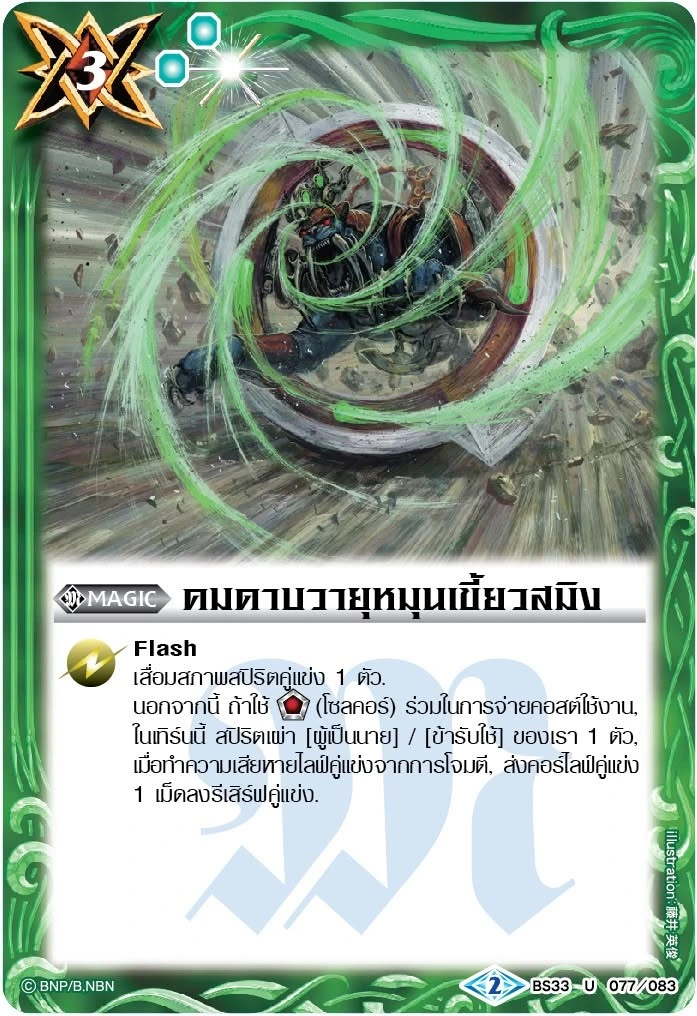 3
MAGIC คมดาบวายุหมุนเขี้ยวสมิง
Flash
เสื่อมสภาพสปิริตคู่แข่ง 1 ตัว.
นอกจากนี้ ถ้าใช้ (โซลคอร์) ร่วมในการจ่ายคอสต์ใช้งาน,
ในเทิร์นนี้ สปิริตเผ่า [ผู้เป็นนาย] / [ข้ารับใช้] ของเรา 1 ตัว,
เมื่อทำความเสียหายไลฟ์คู่แข่งจากการโจมตี, ส่งคอร์ไลฟ์คู่แข่ง
1 เม็ดลงรีเสิร์ฟคู่แข่ง.
illustration: 藤井 英俊
© BNP/B.NBN
2 BS33 U 077/083